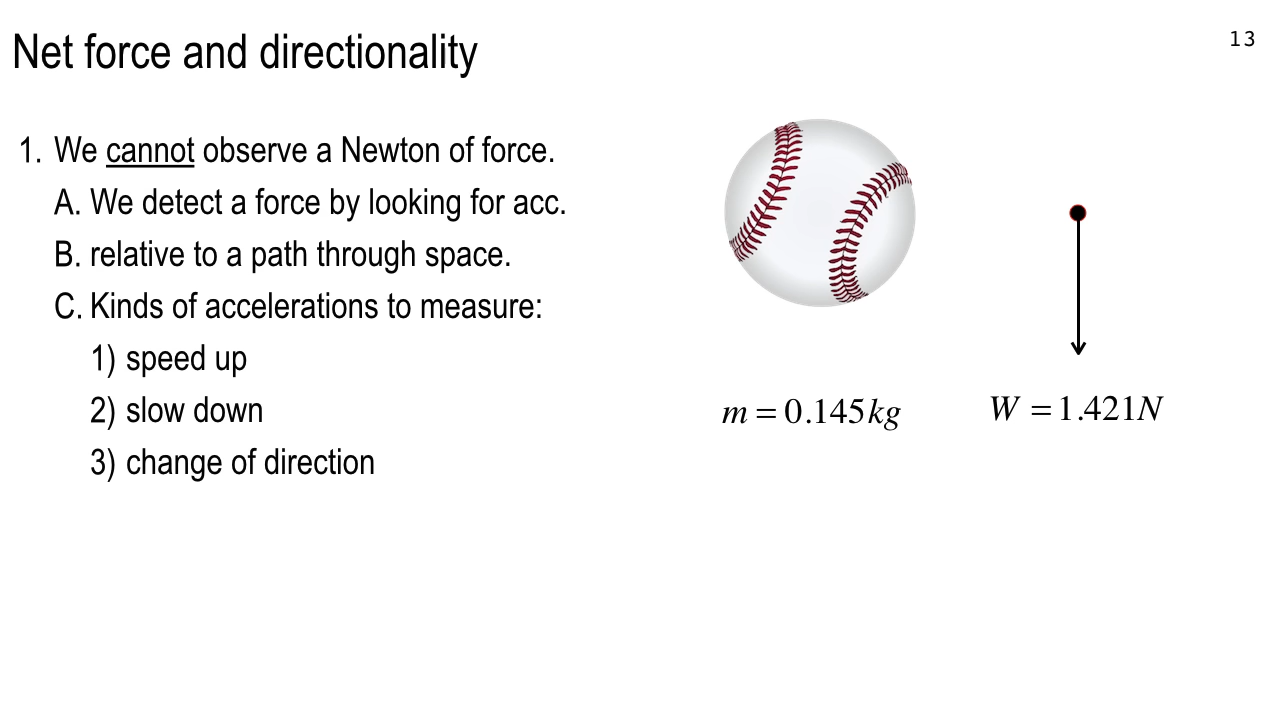 Net force and directionality
13
1. We cannot observe a Newton of force.
A. We detect a force by looking for acc.
B. relative to a path through space.
C. Kinds of accelerations to measure:
1) speed up
2) slow down
3) change of direction
m = 0.145kg
W = 1.421N